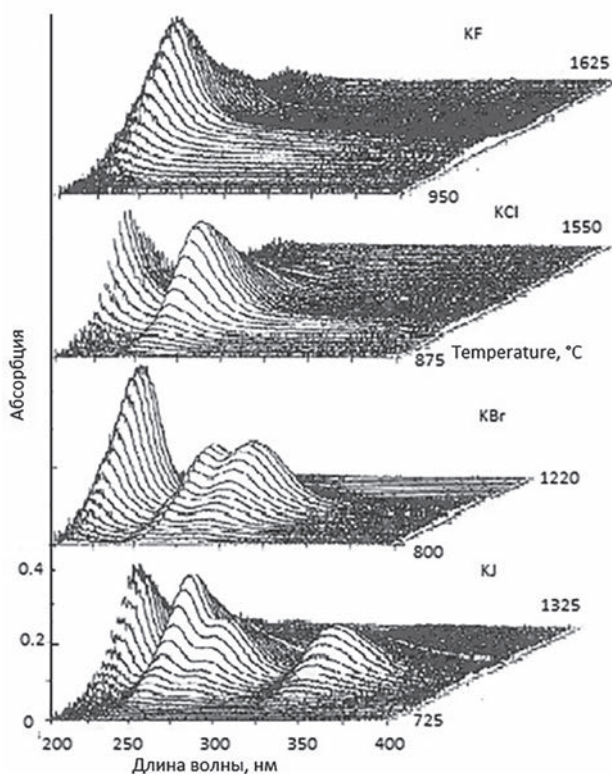 KF
1625
950
KCl
1550
875
Temperature, °C
Абсорбция
KBr
1220
800
0.4
KJ
1325
0.2
0
725
200 250 300 350 400
Длина волны, нм